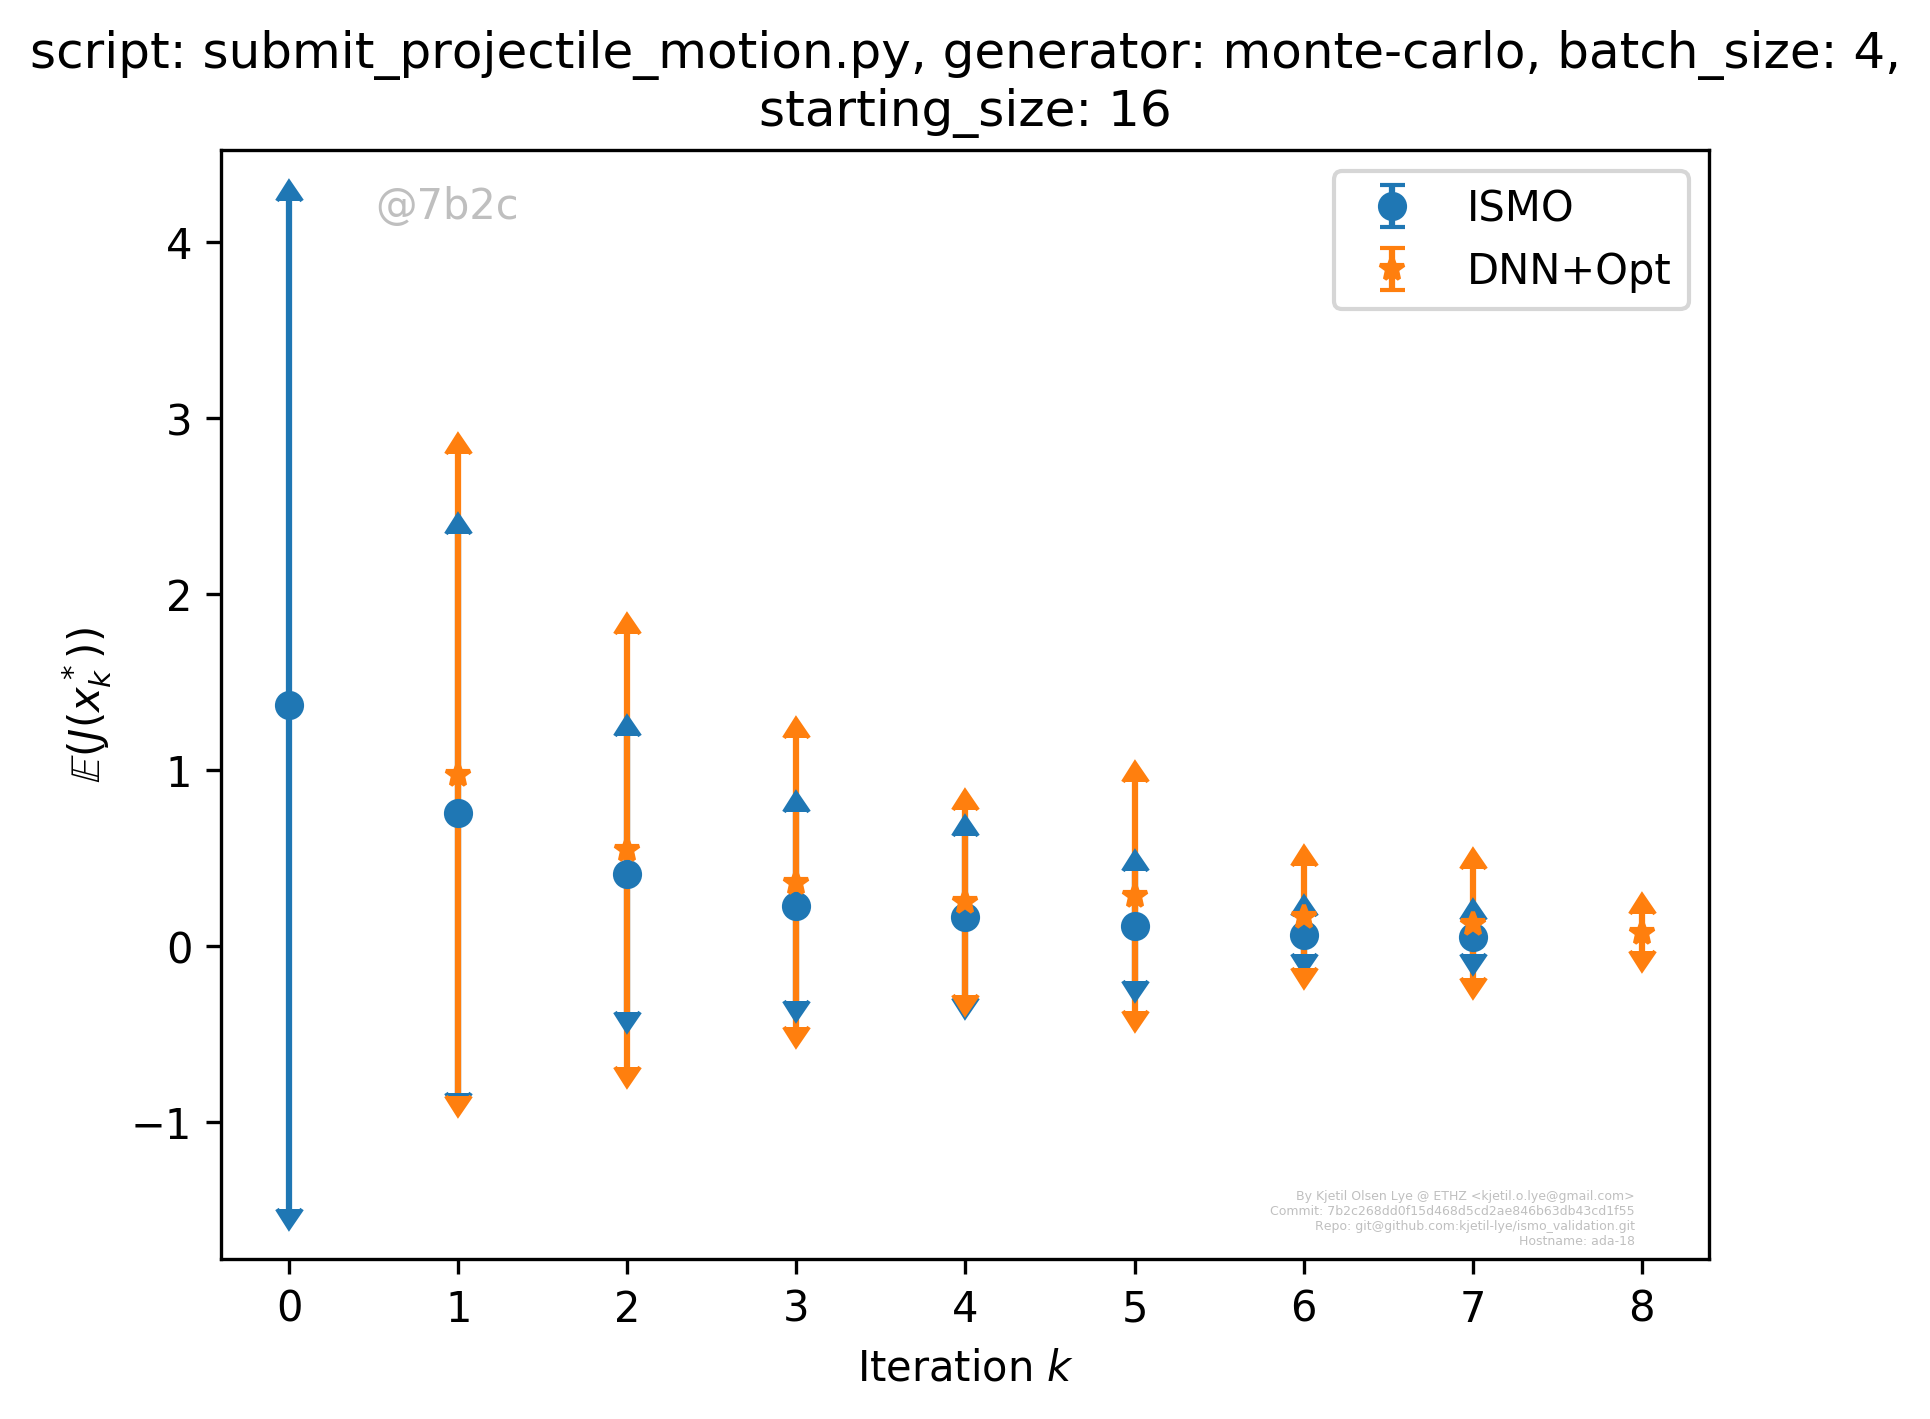 script: submit_projectile_motion.py, generator: monte-carlo, batch_size: 4,
starting_size: 16
@7b2c
ISMO
DNN+Opt
4
3
2
1
0
−1
𝔼(J(x*k))
0 1 2 3 4 5 6 7 8
Iteration k
By Kjetil Olsen Lye @ ETHZ <kjetil.o.lye@gmail.com>
Commit: 7b2c268dd0f15d468d5cd2ae846b63db43cd1f55
Repo: git@github.com:kjetil-lye/ismo_validation.git
Hostname: ada-18